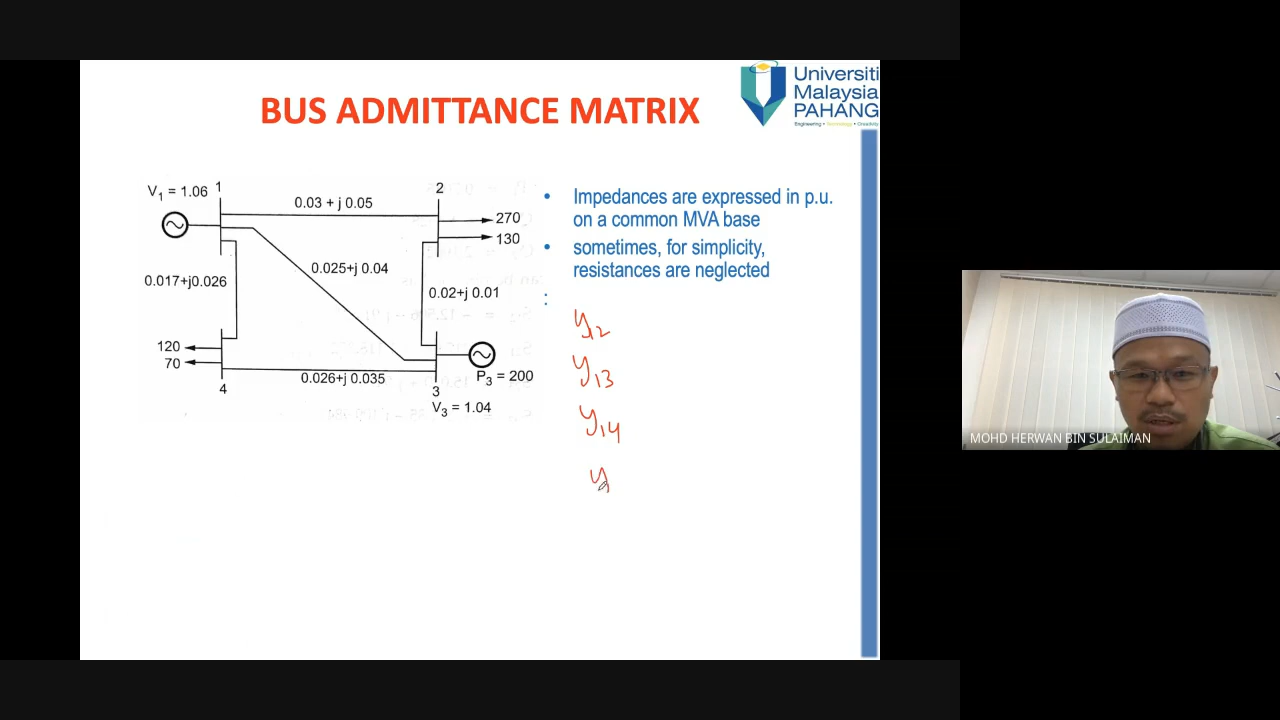 BUS ADMITTANCE MATRIX
Universiti
Malaysia
PAHANG
Engineering • Technology • Creativity
V1 = 1.06
1
2
0.03 + j 0.05
270
130
0.025+j 0.04
0.017+j0.026
0.02+j 0.01
120
70
4
0.026+j 0.035
3
P3 = 200
V3 = 1.04
• Impedances are expressed in p.u.
on a common MVA base
• sometimes, for simplicity,
resistances are neglected
:
y12
y13
y14
y
MOHD HERWAN BIN SULAIMAN